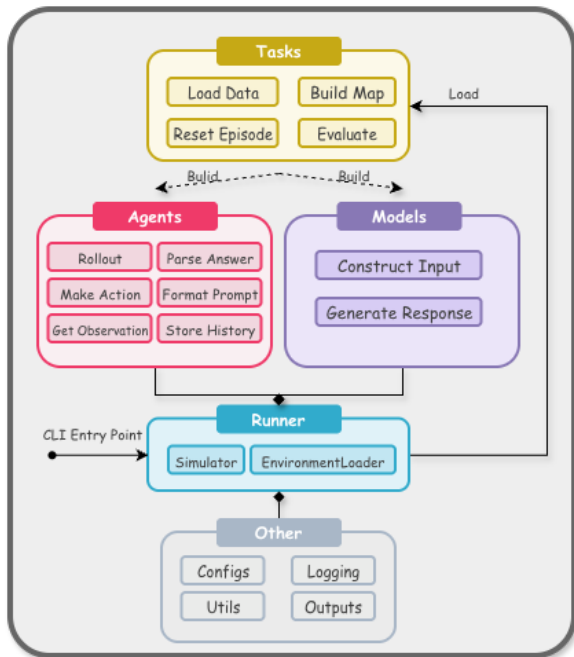 Tasks
Load Data
Build Map
Reset Episode
Evaluate
Load
Bulid
Build
Agents
Models
Rollout
Parse Answer
Make Action
Format Prompt
Get Observation
Store History
Construct Input
Generate Response
Runner
CLI Entry Point
Simulator
EnvironmentLoader
Other
Configs
Logging
Utils
Outputs